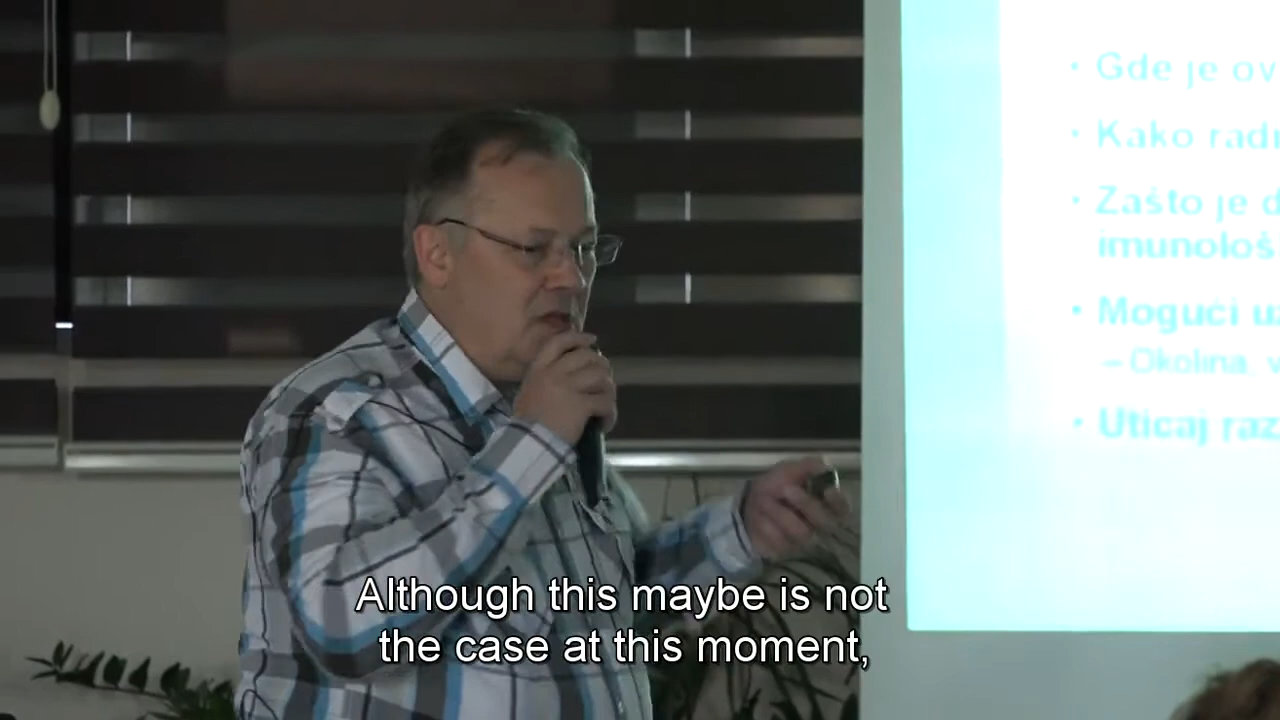 Gde je ov
Kako radi
Zašto je d
imunološ
Mogući uz
– Okolina, v
Uticaj raz
Although this maybe is not
the case at this moment,